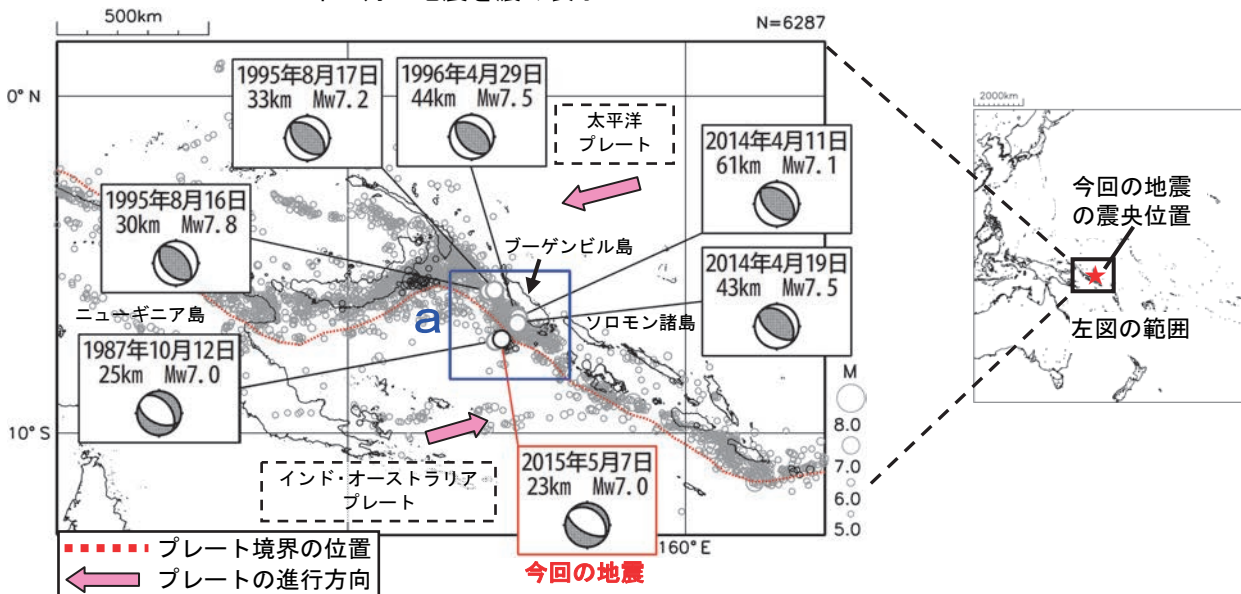 500km
N=6287
0°N
10°S
160°E
1995年8月17日
33km Mw7.2
1996年4月29日
44km Mw7.5
太平洋
プレート
2014年4月11日
61km Mw7.1
1995年8月16日
30km Mw7.8
ブーゲンビル島
2014年4月19日
43km Mw7.5
ニューギニア島
a
ソロモン諸島
1987年10月12日
25km Mw7.0
M
8.0
7.0
6.0
5.0
インド・オーストラリア
プレート
2015年5月7日
23km Mw7.0
今回の地震
プレート境界の位置
プレートの進行方向
2000km
今回の地震
の震央位置
左図の範囲